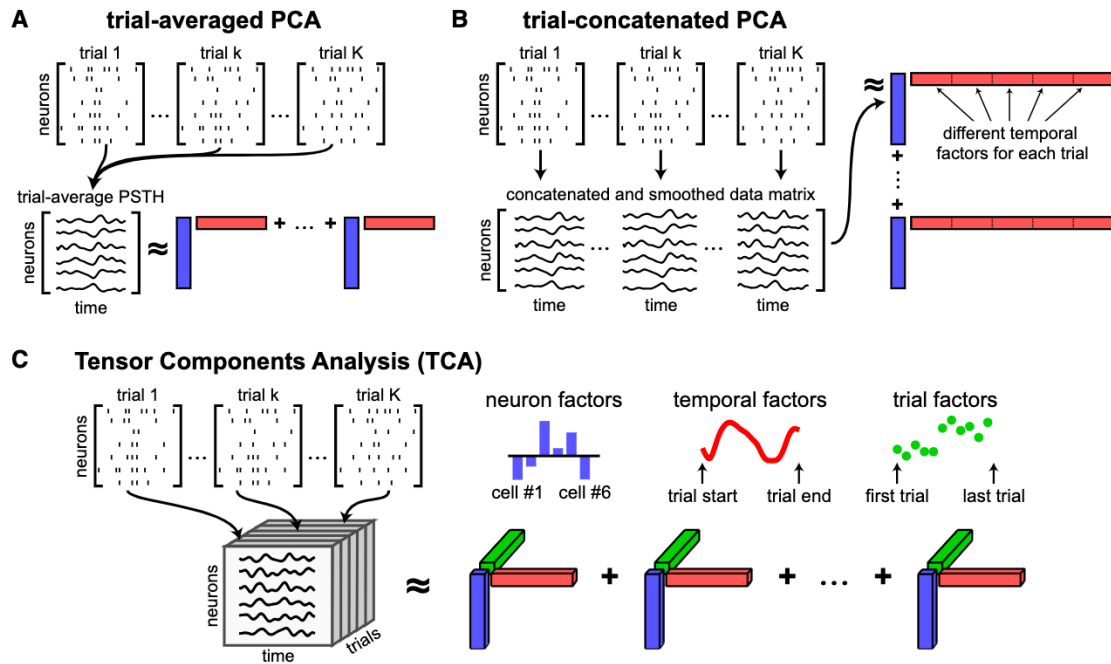 A
trial-averaged PCA
trial 1
trial k
trial K
neurons
...
...
trial-average PSTH
neurons
≈
+ ... +
time
B
trial-concatenated PCA
trial 1
trial k
trial K
neurons
...
...
concatenated and smoothed data matrix
neurons
...
...
time
time
time
≈
different temporal
factors for each trial
+
...
+
C
Tensor Components Analysis (TCA)
trial 1
trial k
trial K
neurons
...
...
neurons
time
trials
neuron factors
cell #1
cell #6
temporal factors
trial start
trial end
trial factors
first trial
last trial
≈
+
+ ... +